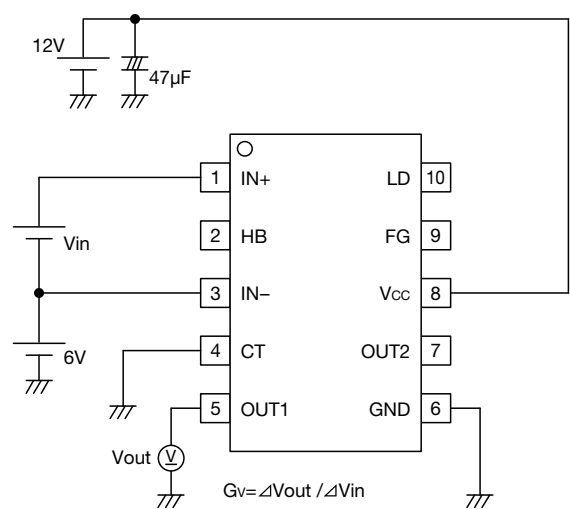 12V
47µF
1 IN+
LD 10
2 HB
FG 9
Vin
3 IN−
VCC 8
6V
4 CT
OUT2 7
5 OUT1
GND 6
Vout V
GV=⊿Vout /⊿Vin